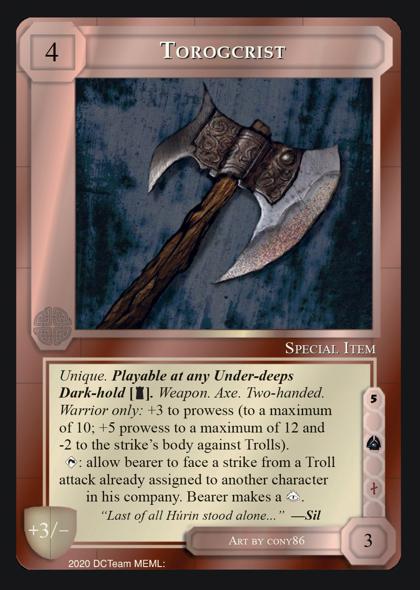 4
TOROGCRIST
SPECIAL ITEM
Unique. Playable at any Under-deeps
Dark-hold []. Weapon. Axe. Two-handed.
Warrior only: +3 to prowess (to a maximum
of 10; +5 prowess to a maximum of 12 and
-2 to the strike's body against Trolls).
: allow bearer to face a strike from a Troll
attack already assigned to another character
in his company. Bearer makes a .
"Last of all Húrin stood alone..." —Sil
5
+3/–
ART BY CONY86
3
2020 DCTeam MEML: